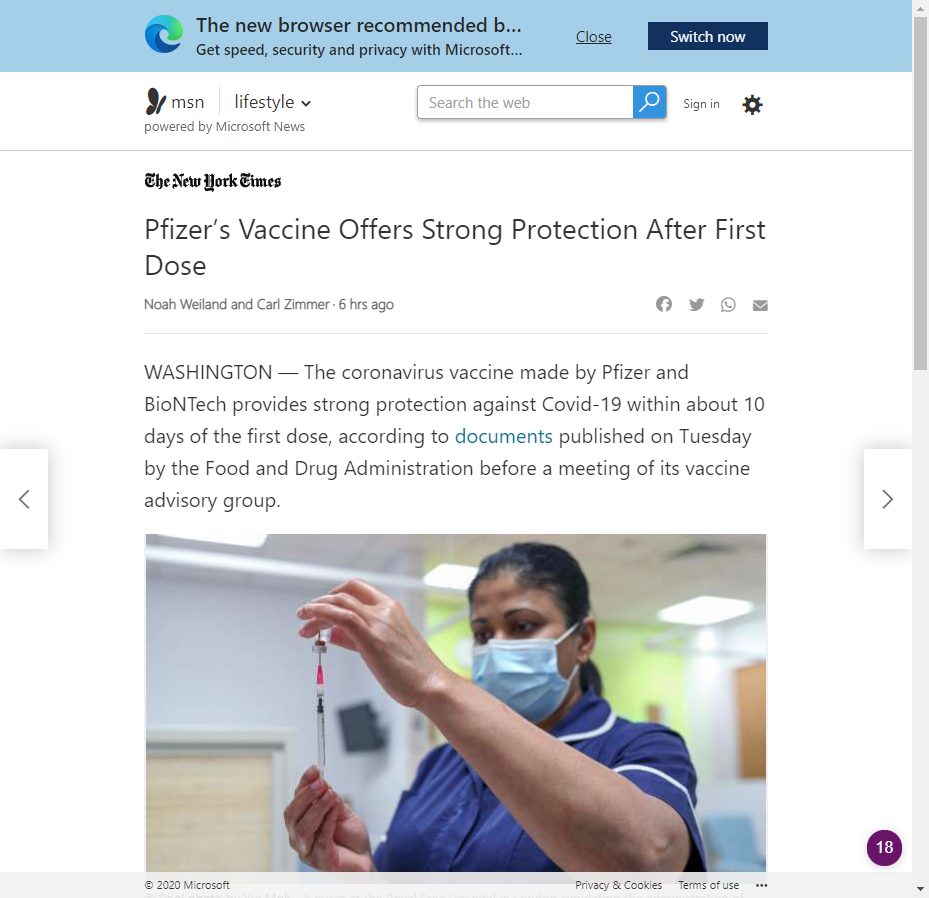 The new browser recommended b...
Get speed, security and privacy with Microsoft...
Close
Switch now
msn
lifestyle
powered by Microsoft News
Search the web
Sign in
The New York Times
Pfizer's Vaccine Offers Strong Protection After First
Dose
Noah Weiland and Carl Zimmer · 6 hrs ago
WASHINGTON — The coronavirus vaccine made by Pfizer and
BioNTech provides strong protection against Covid-19 within about 10
days of the first dose, according to documents published on Tuesday
by the Food and Drug Administration before a meeting of its vaccine
advisory group.
18
© 2020 Microsoft
Privacy & Cookies
Terms of use
...